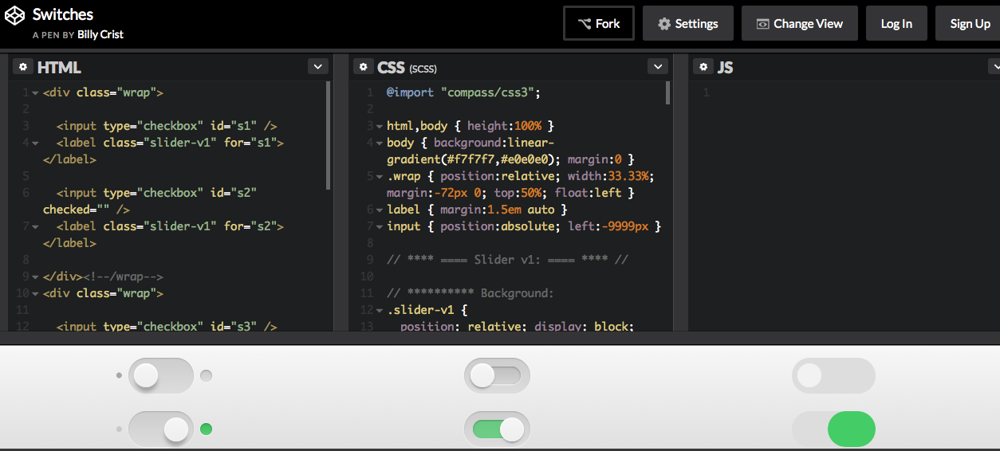 Switches
A PEN BY Billy Crist
Fork
Settings
Change View
Log In
Sign Up
HTML
1 <div class="wrap">
2
3 <input type="checkbox" id="s1" />
4 <label class="slider-v1" for="s1">
</label>
5
6 <input type="checkbox" id="s2"
checked="" />
7 <label class="slider-v1" for="s2">
</label>
8
9 </div><!--/wrap-->
10 <div class="wrap">
11
12 <input type="checkbox" id="s3" />
CSS (SCSS)
1 @import "compass/css3";
2
3 html,body { height:100% }
4 body { background:linear-
gradient(#f7f7f7,#e0e0e0); margin:0 }
5 .wrap { position:relative; width:33.33%;
margin:-72px 0; top:50%; float:left }
6 label { margin:1.5em auto }
7 input { position:absolute; left:-9999px }
8
9 // **** ==== Slider v1: ==== **** //
10
11 // ********** Background:
12 .slider-v1 {
13 position: relative; display: block;
JS
1